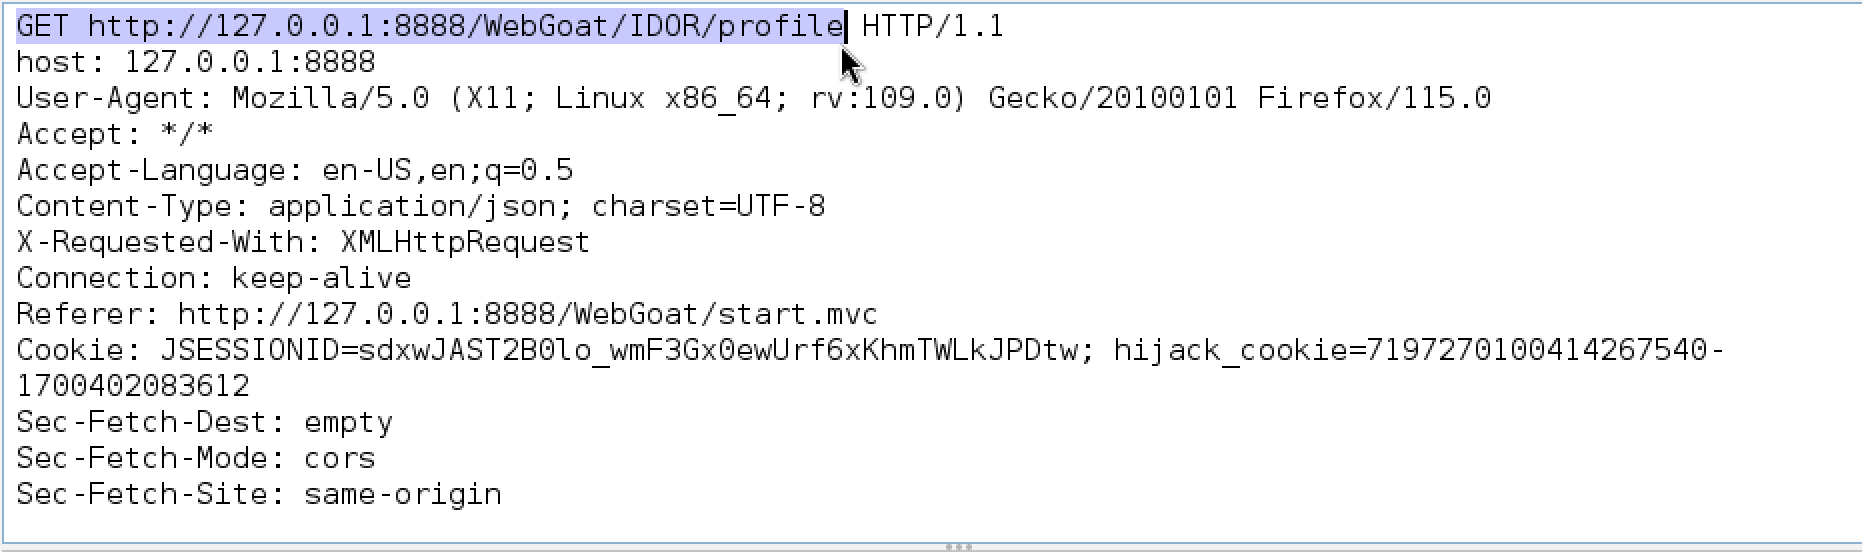 GET http://127.0.0.1:8888/WebGoat/IDOR/profile HTTP/1.1
host: 127.0.0.1:8888
User-Agent: Mozilla/5.0 (X11; Linux x86_64; rv:109.0) Gecko/20100101 Firefox/115.0
Accept: */*
Accept-Language: en-US,en;q=0.5
Content-Type: application/json; charset=UTF-8
X-Requested-With: XMLHttpRequest
Connection: keep-alive
Referer: http://127.0.0.1:8888/WebGoat/start.mvc
Cookie: JSESSIONID=sdxwJAST2B0lo_wmF3Gx0ewUrf6xKhmTWLkJPDtw; hijack_cookie=7197270100414267540-
1700402083612
Sec-Fetch-Dest: empty
Sec-Fetch-Mode: cors
Sec-Fetch-Site: same-origin